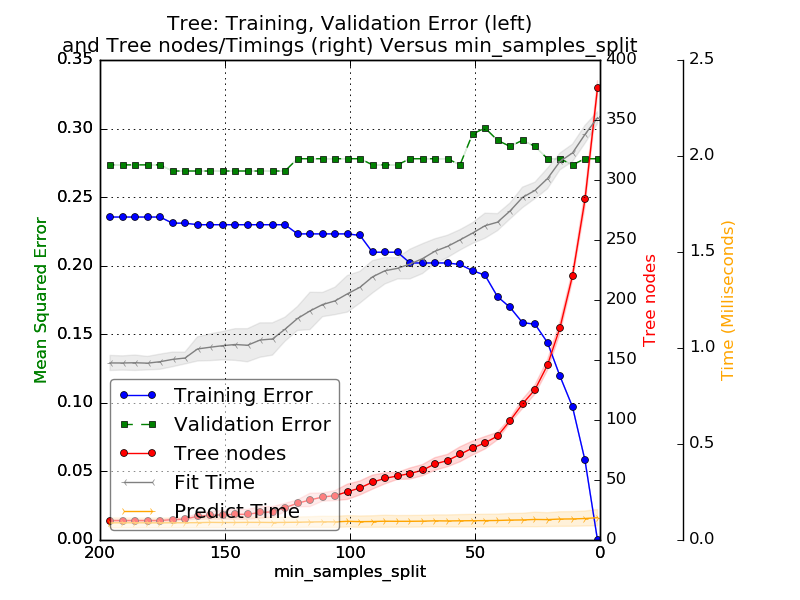 Tree: Training, Validation Error (left)
and Tree nodes/Timings (right) Versus min_samples_split
0.35
0.30
0.25
0.20
0.15
0.10
0.05
0.00
Mean Squared Error
200
150
100
50
0
min_samples_split
400
350
300
250
200
150
100
50
0
Tree nodes
2.5
2.0
1.5
1.0
0.5
0.0
Time (Milliseconds)
Training Error
Validation Error
Tree nodes
Fit Time
Predict Time